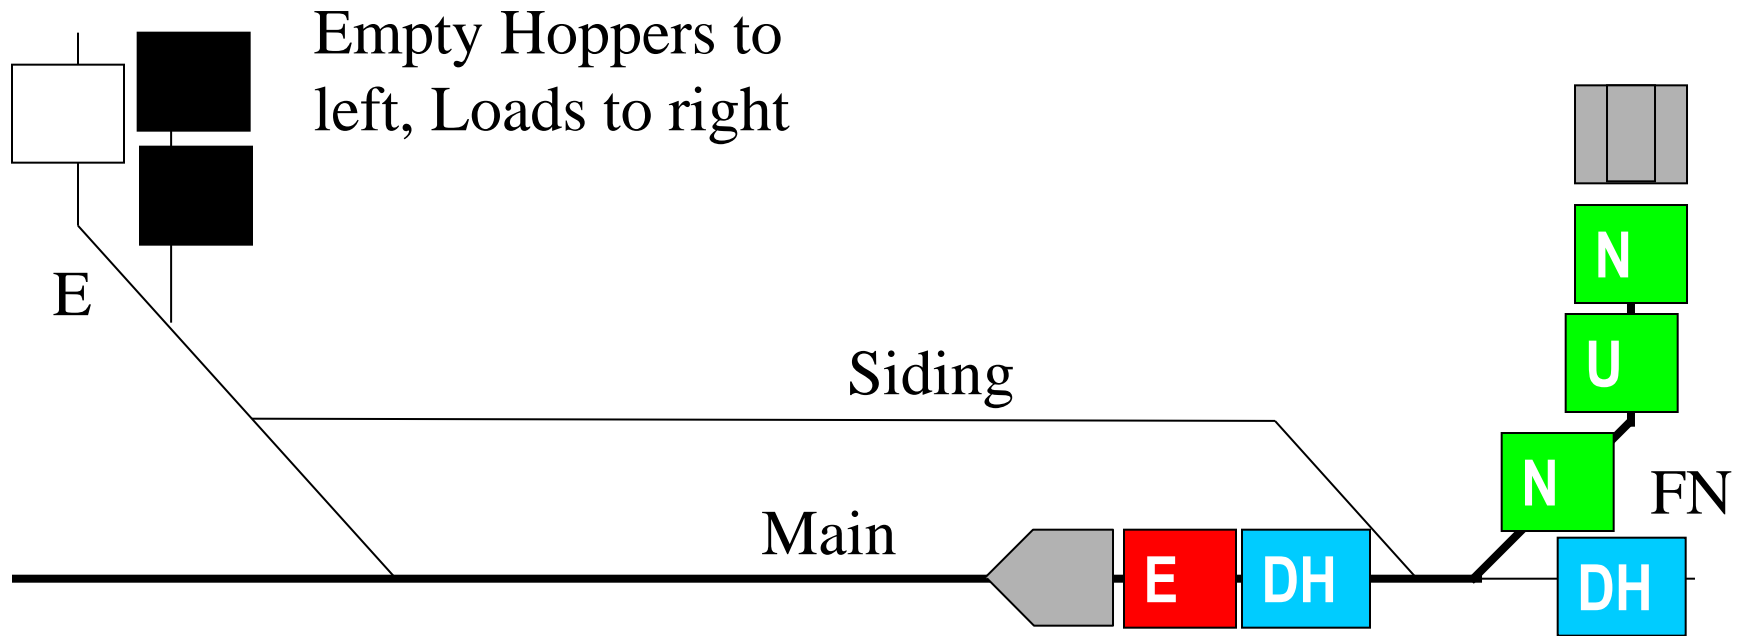 Empty Hoppers to
left, Loads to right
N
E
U
Siding
N
FN
Main
E
DH
DH